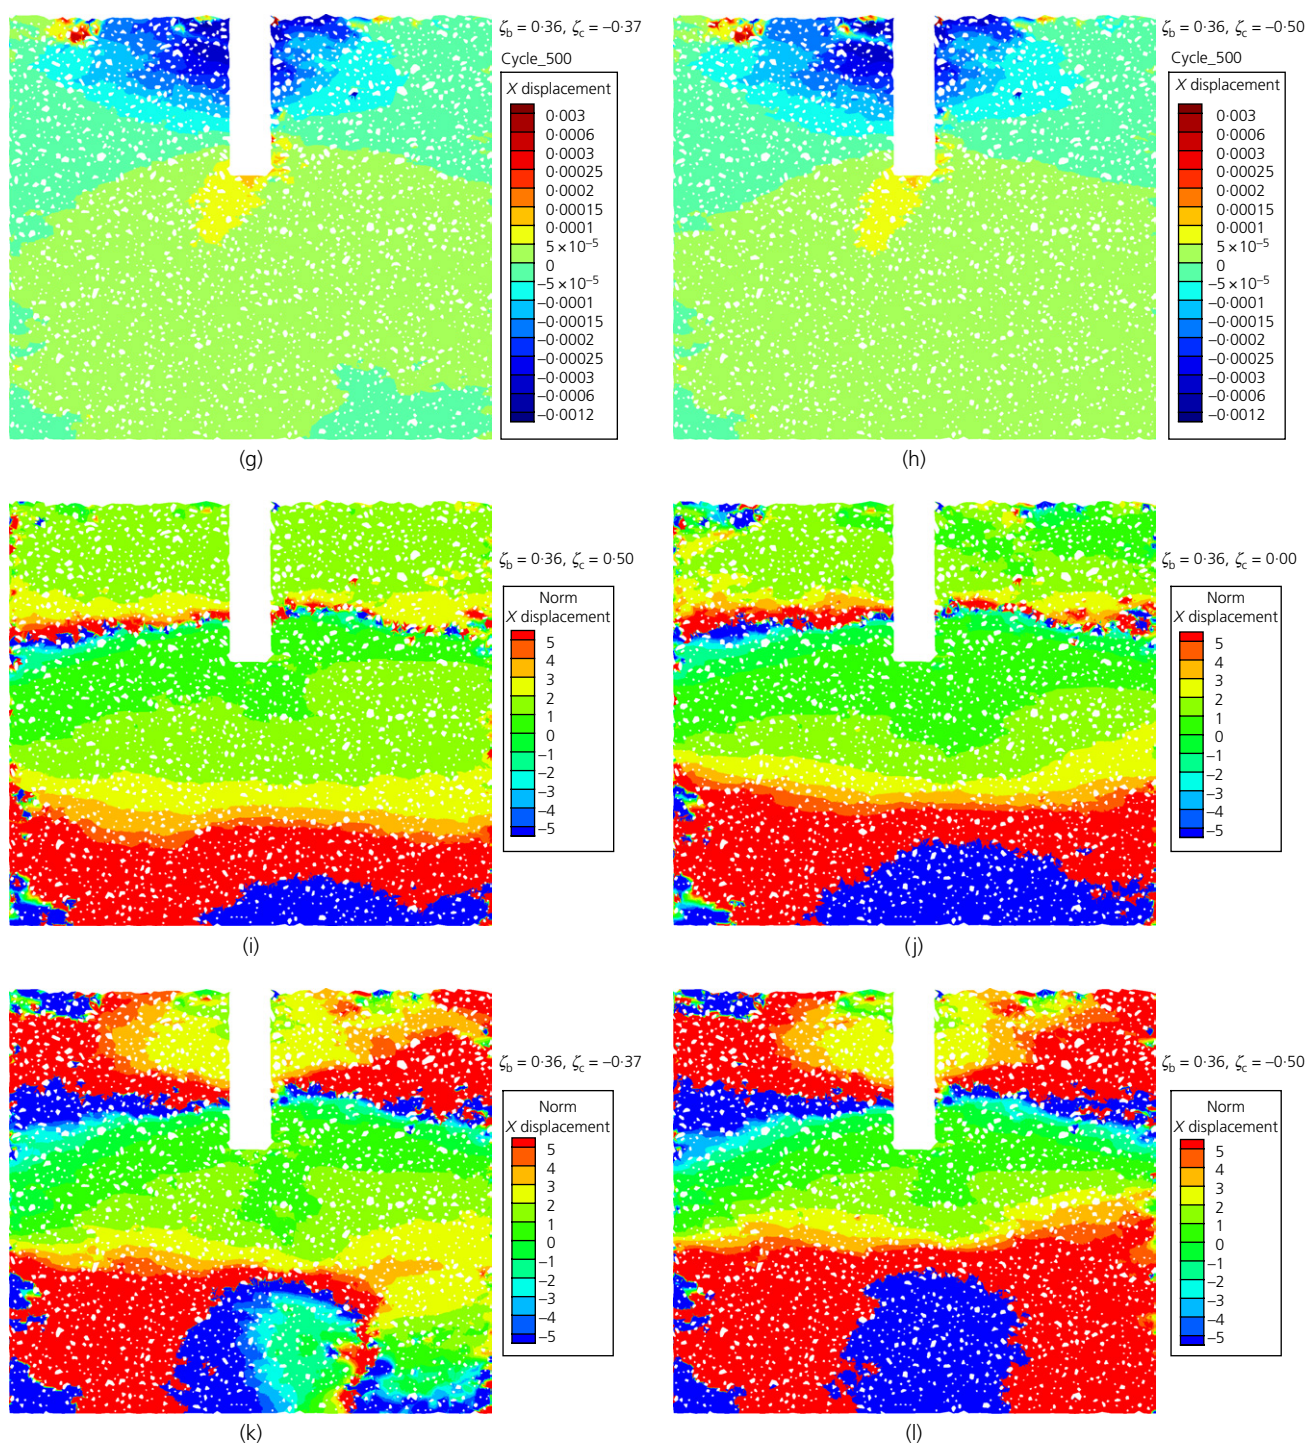 ζb = 0·36, ζc = –0·37
Cycle_500
X displacement
0·003
0·0006
0·0003
0·00025
0·0002
0·00015
0·0001
5 × 10–5
0
–5 × 10–5
–0·0001
–0·00015
–0·0002
–0·00025
–0·0003
–0·0006
–0·0012
(g)
ζb = 0·36, ζc = –0·50
Cycle_500
X displacement
0·003
0·0006
0·0003
0·00025
0·0002
0·00015
0·0001
5 × 10–5
0
–5 × 10–5
–0·0001
–0·00015
–0·0002
–0·00025
–0·0003
–0·0006
–0·0012
(h)
ζb = 0·36, ζc = 0·50
Norm
X displacement
5
4
3
2
1
0
–1
–2
–3
–4
–5
(i)
ζb = 0·36, ζc = 0·00
Norm
X displacement
5
4
3
2
1
0
–1
–2
–3
–4
–5
(j)
ζb = 0·36, ζc = –0·37
Norm
X displacement
5
4
3
2
1
0
–1
–2
–3
–4
–5
(k)
ζb = 0·36, ζc = –0·50
Norm
X displacement
5
4
3
2
1
0
–1
–2
–3
–4
–5
(l)